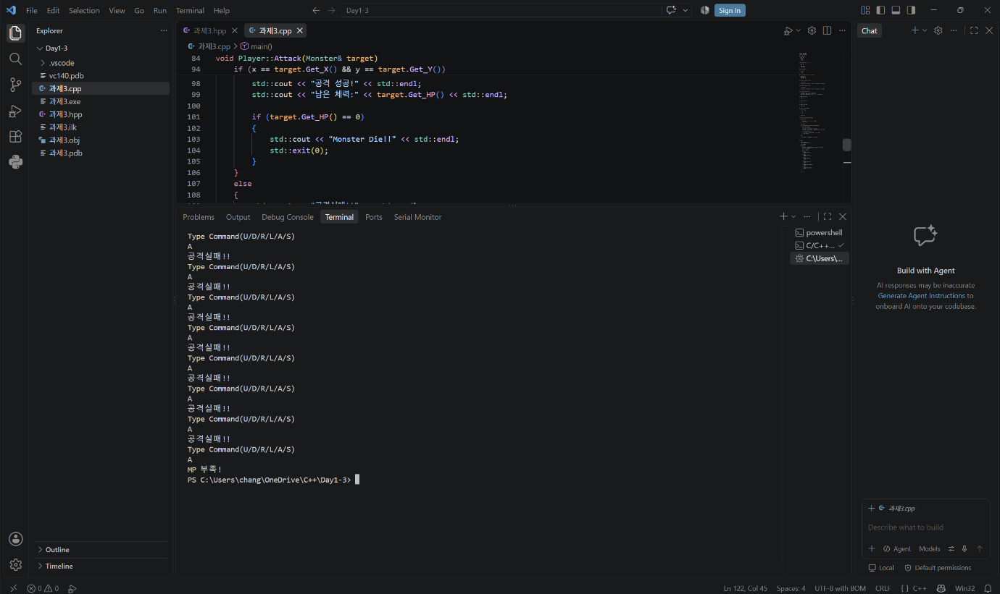 File Edit Selection View Go Run Terminal Help
Day1-3
Sign In
Explorer
Day1-3
.vscode
vc140.pdb
과제3.cpp
과제3.exe
과제3.hpp
과제3.ilk
과제3.obj
과제3.pdb
Outline
Timeline
과제3.hpp
과제3.cpp
과제3.cpp > main()
84 void Player::Attack(Monster& target)
94 if (x == target.Get_X() && y == target.Get_Y())
98 std::cout << "공격 성공!" << std::endl;
99 std::cout << "남은 체력:" << target.Get_HP() << std::endl;
100
101 if (target.Get_HP() == 0)
102 {
103 std::cout << "Monster Die!!" << std::endl;
104 std::exit(0);
105 }
106 }
107 else
108 {
Problems Output Debug Console Terminal Ports Serial Monitor
Type Command(U/D/R/L/A/S)
A
공격실패!!
Type Command(U/D/R/L/A/S)
A
공격실패!!
Type Command(U/D/R/L/A/S)
A
공격실패!!
Type Command(U/D/R/L/A/S)
A
공격실패!!
Type Command(U/D/R/L/A/S)
A
공격실패!!
Type Command(U/D/R/L/A/S)
A
공격실패!!
Type Command(U/D/R/L/A/S)
A
공격실패!!
Type Command(U/D/R/L/A/S)
A
MP 부족!
PS C:\Users\chang\OneDrive\C++\Day1-3>
powershell
C/C++...
C:\Users\...
Chat
Build with Agent
AI responses may be inaccurate
Generate Agent Instructions to
onboard AI onto your codebase.
과제3.cpp
Describe what to build
Agent Models
Local Default permissions
0 0
Ln 122, Col 45 Spaces: 4 UTF-8 with BOM CRLF {} C++ Win32